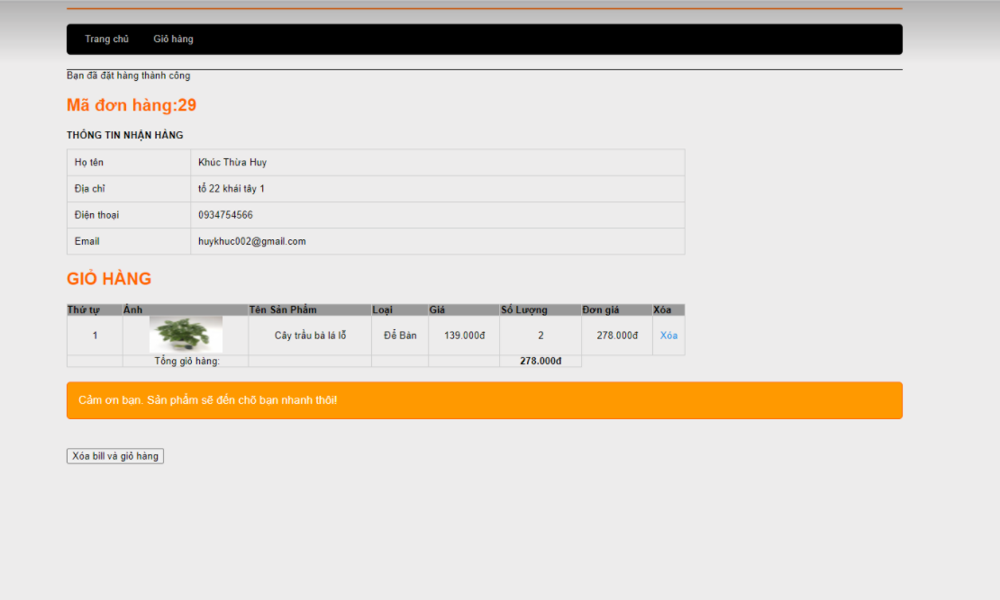 Trang chủ Giỏ hàng
Bạn đã đặt hàng thành công
Mã đơn hàng:29
THÔNG TIN NHẬN HÀNG
Họ tên Khúc Thừa Huy
Địa chỉ tổ 22 khái tây 1
Điện thoại 0934754566
Email huykhuc002@gmail.com
GIỎ HÀNG
Thứ tự Ảnh Tên Sản Phẩm Loại Giá Số Lượng Đơn giá Xóa
1 Cây trầu bà lá lỗ Để Bàn 139.000đ 2 278.000đ Xóa
Tổng giỏ hàng: 278.000đ
Cảm ơn bạn. Sản phẩm sẽ đến chỗ bạn nhanh thôi!
Xóa bill và giỏ hàng